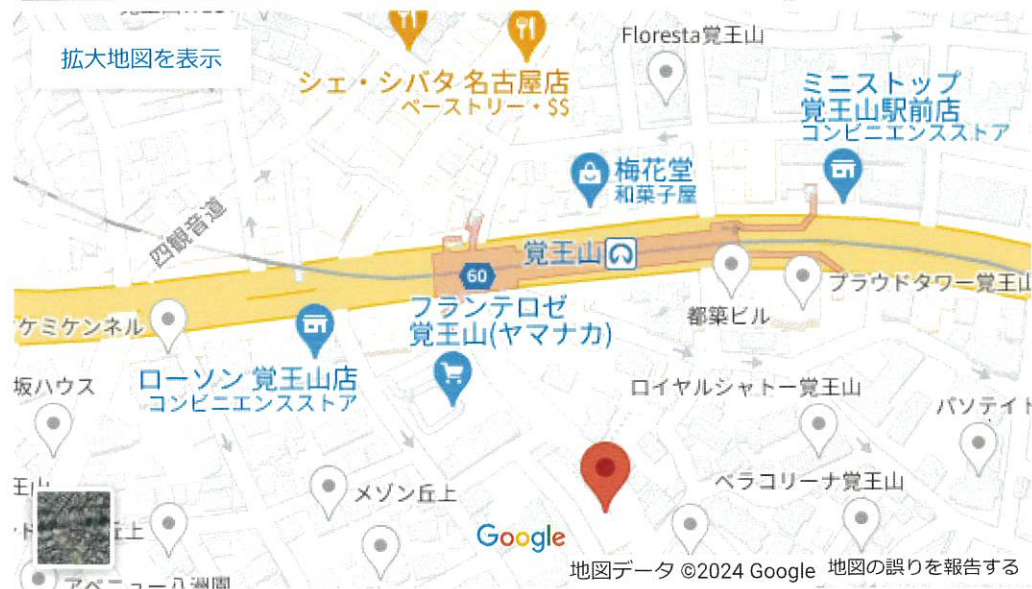 拡大地図を表示
Floresta覚王山
シェ・シバタ 名古屋店
ペーストリー・$$
ミニストップ
覚王山駅前店
コンビニエンスストア
梅花堂
和菓子屋
四観音道
覚王山
60
プラウドタワー覚王山
フランテロゼ
覚王山(ヤマナカ)
都築ビル
ケミケンネル
坂ハウス
ローソン 覚王山店
コンビニエンスストア
ロイヤルシャトー覚王山
パソテイト
王山
メゾン丘上
ベラコリーナ覚王山
丘上
Google
地図データ ©2024 Google
地図の誤りを報告する